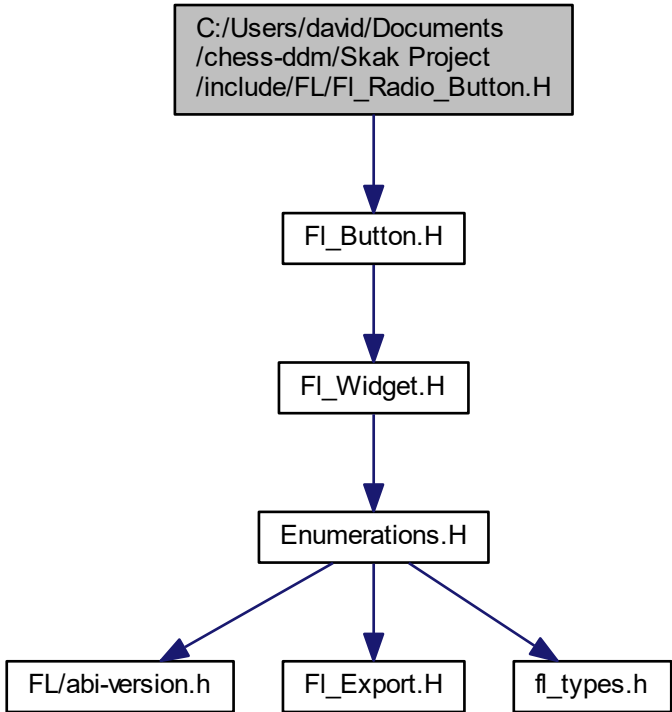 C:/Users/david/Documents
/chess-ddm/Skak Project
/include/FL/Fl_Radio_Button.H
Fl_Button.H
Fl_Widget.H
Enumerations.H
FL/abi-version.h
Fl_Export.H
fl_types.h